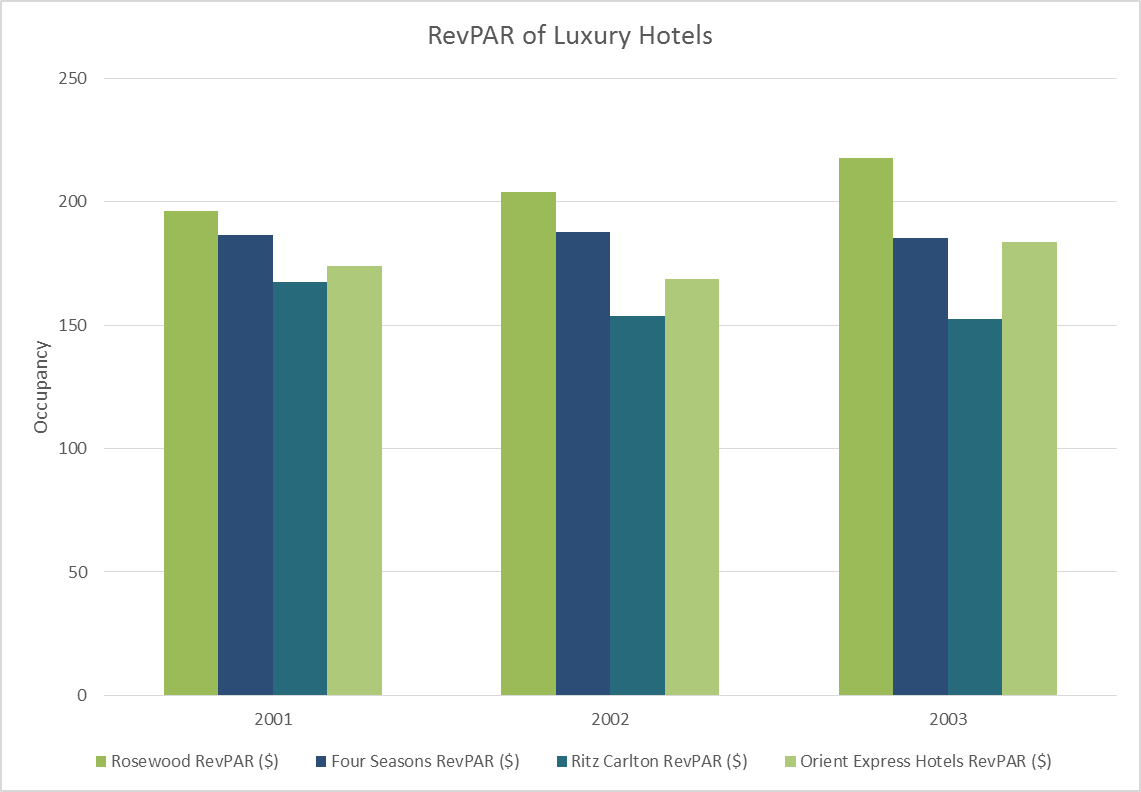 RevPAR of Luxury Hotels
250
200
150
100
50
0
Occupancy
2001 2002 2003
Rosewood RevPAR ($) Four Seasons RevPAR ($) Ritz Carlton RevPAR ($) Orient Express Hotels RevPAR ($)